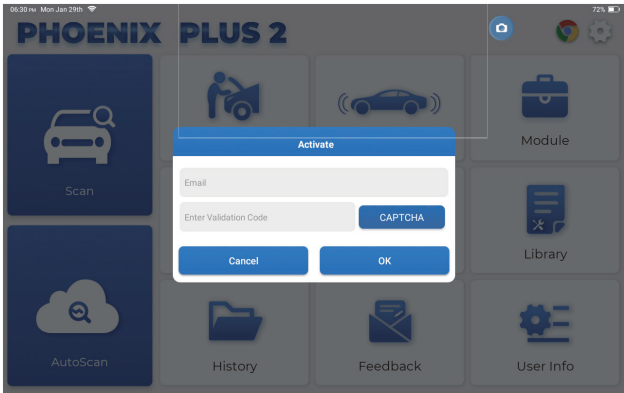 06:30 PM Mon Jan 29th
72%
PHOENIX PLUS 2
Module
Activate
Email
Scan
Enter Validation Code
CAPTCHA
Library
Cancel
OK
AutoScan
History
Feedback
User Info